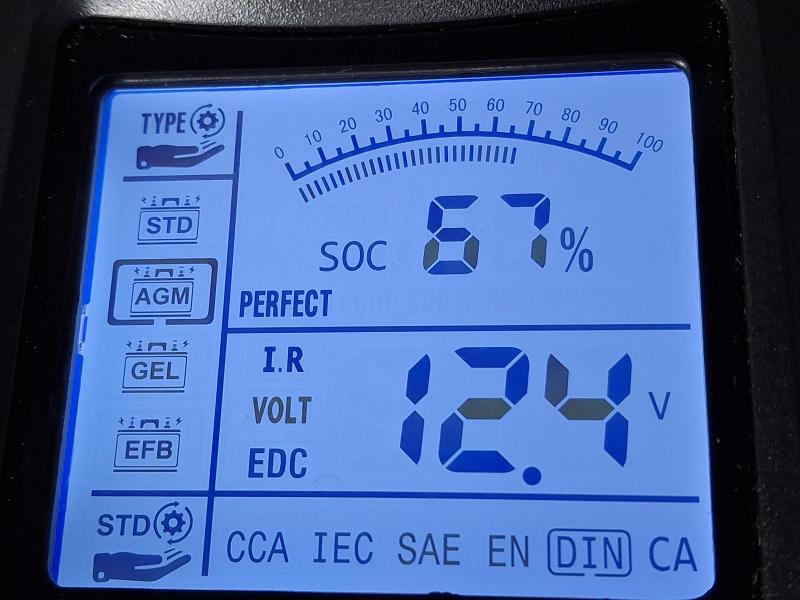 TYPE
0 10 20 30 40 50 60 70 80 90 100
STD
SOC 67%
AGM
PERFECT
GEL
I.R
VOLT 12.4 V
EFB
EDC
STD
CCA IEC SAE EN DIN CA